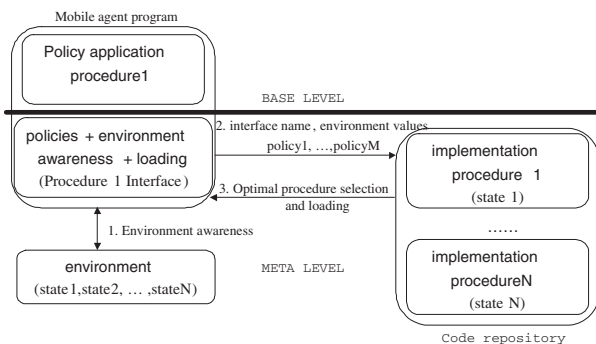 Mobile agent program
Policy application
procedure1
BASE LEVEL
policies + environment
awareness + loading
(Procedure 1 Interface)
2. interface name, environment values
policy1, ...,policyM
3. Optimal procedure selection
and loading
1. Environment awareness
environment
(state1,state2, ... ,stateN)
META LEVEL
implementation
procedure 1
(state 1)
......
implementation
procedureN
(state N)
Code repository